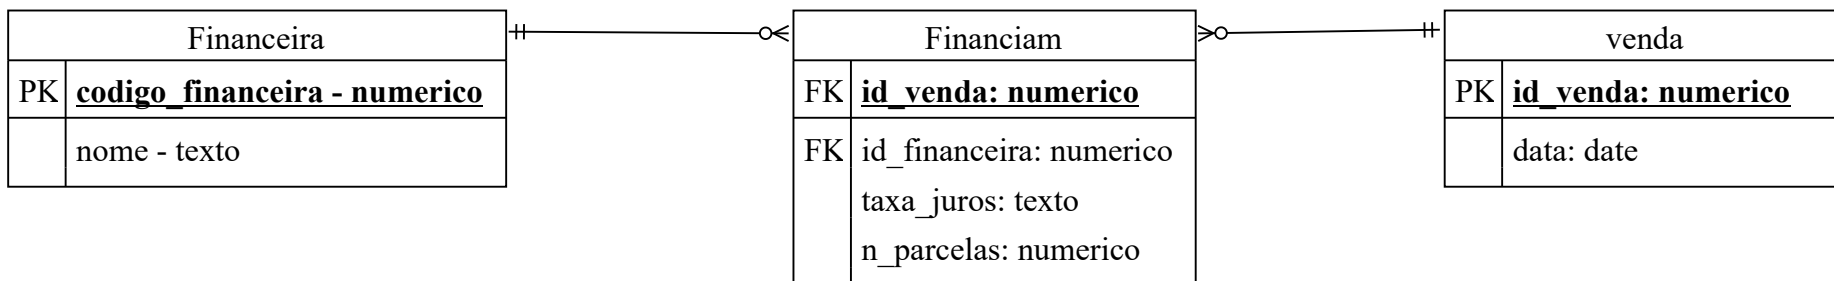 Financeira
PK codigo_financeira - numerico
nome - texto
Financiam
FK id_venda: numerico
FK id_financeira: numerico
taxa_juros: texto
n_parcelas: numerico
venda
PK id_venda: numerico
data: date